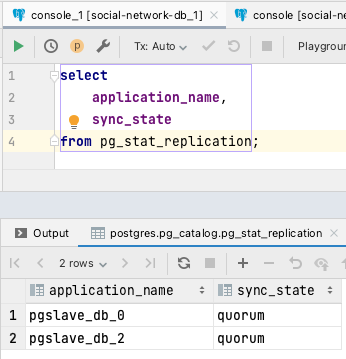 console_1 [social-network-db_1]
console [social-ne
Tx: Auto
Playgroun
1 select
2 application_name,
3 sync_state
4 from pg_stat_replication;
Output
postgres.pg_catalog.pg_stat_replication
2 rows
application_name
sync_state
1 pgslave_db_0 quorum
2 pgslave_db_2 quorum